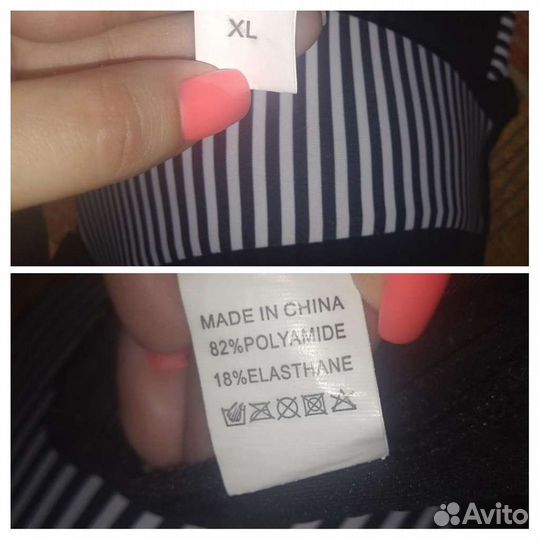 XL
MADE IN CHINA
82%POLYAMIDE
18%ELASTHANE
Avito